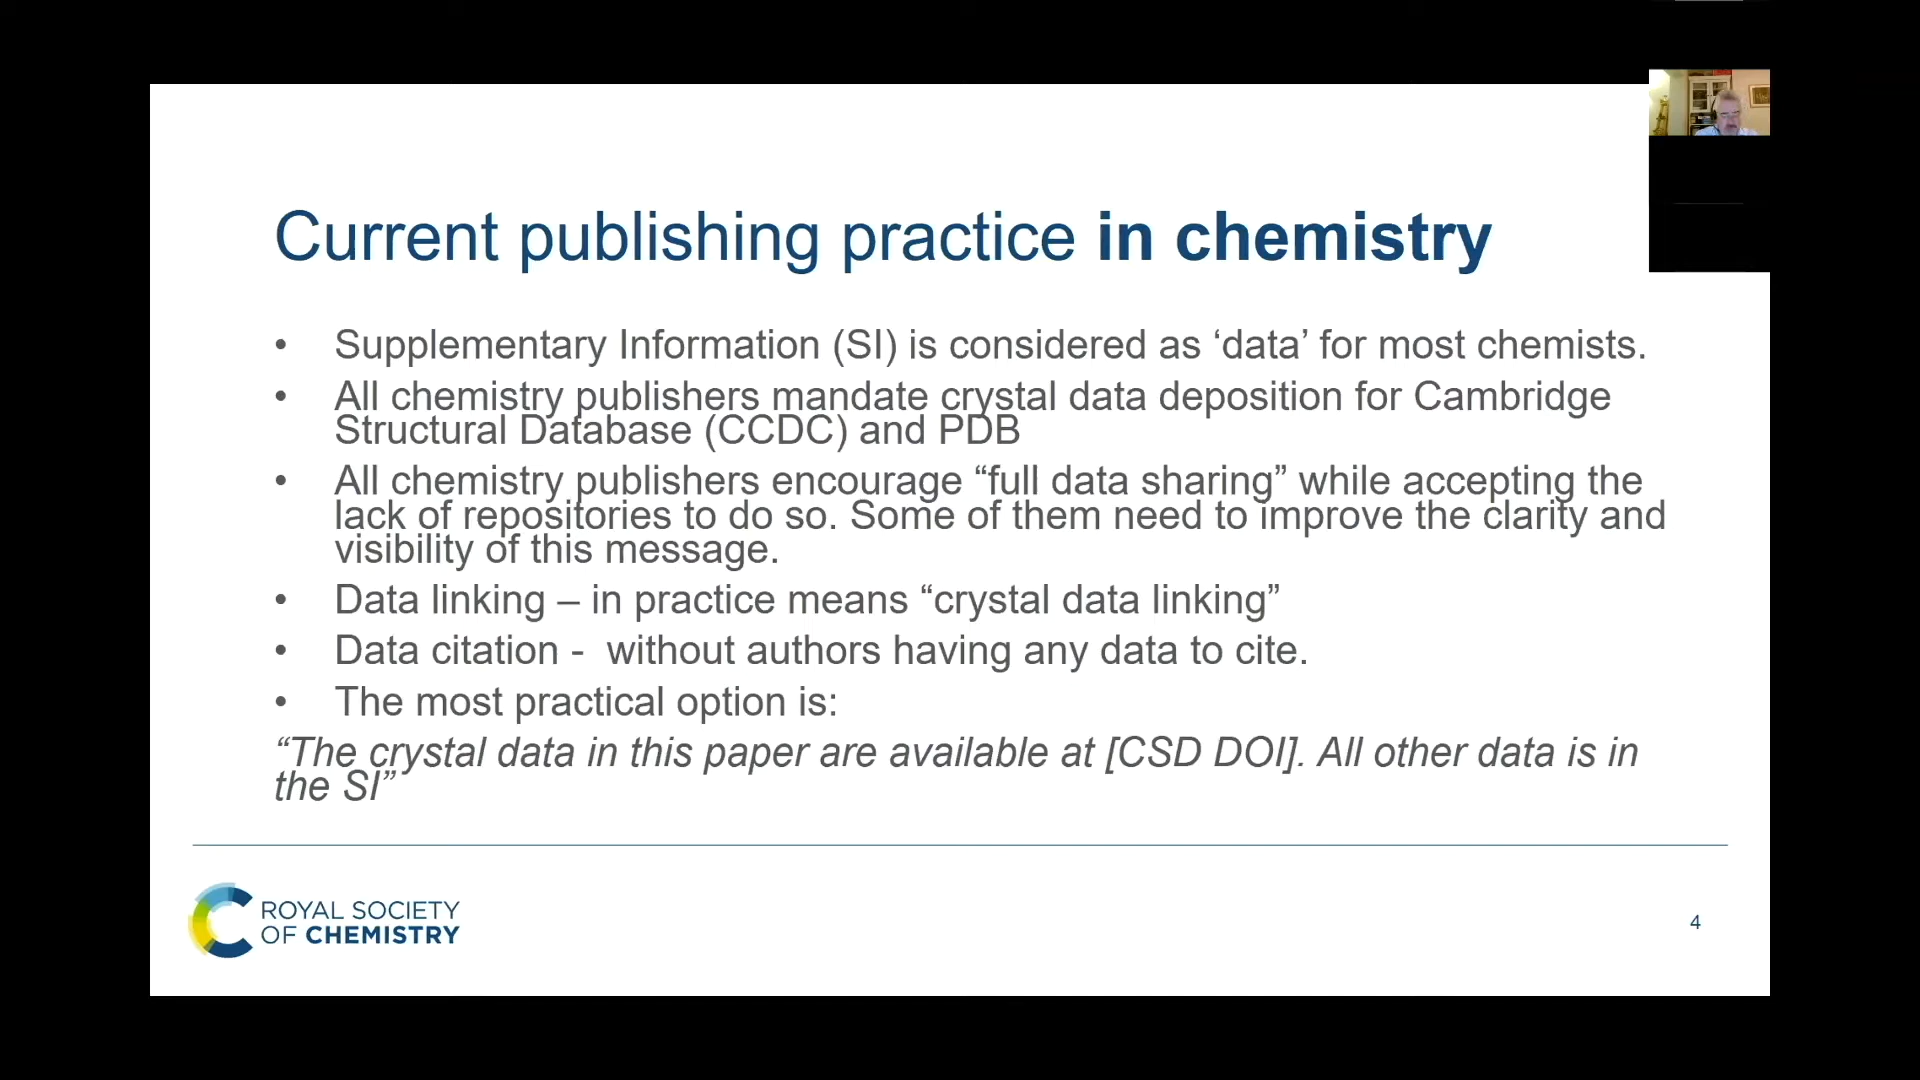 Current publishing practice in chemistry
• Supplementary Information (SI) is considered as ‘data’ for most chemists.
• All chemistry publishers mandate crystal data deposition for Cambridge
Structural Database (CCDC) and PDB
• All chemistry publishers encourage “full data sharing” while accepting the
lack of repositories to do so. Some of them need to improve the clarity and
visibility of this message.
• Data linking – in practice means “crystal data linking”
• Data citation -  without authors having any data to cite.
• The most practical option is:
“The crystal data in this paper are available at [CSD DOI]. All other data is in
the SI”
ROYAL SOCIETY
OF CHEMISTRY
4